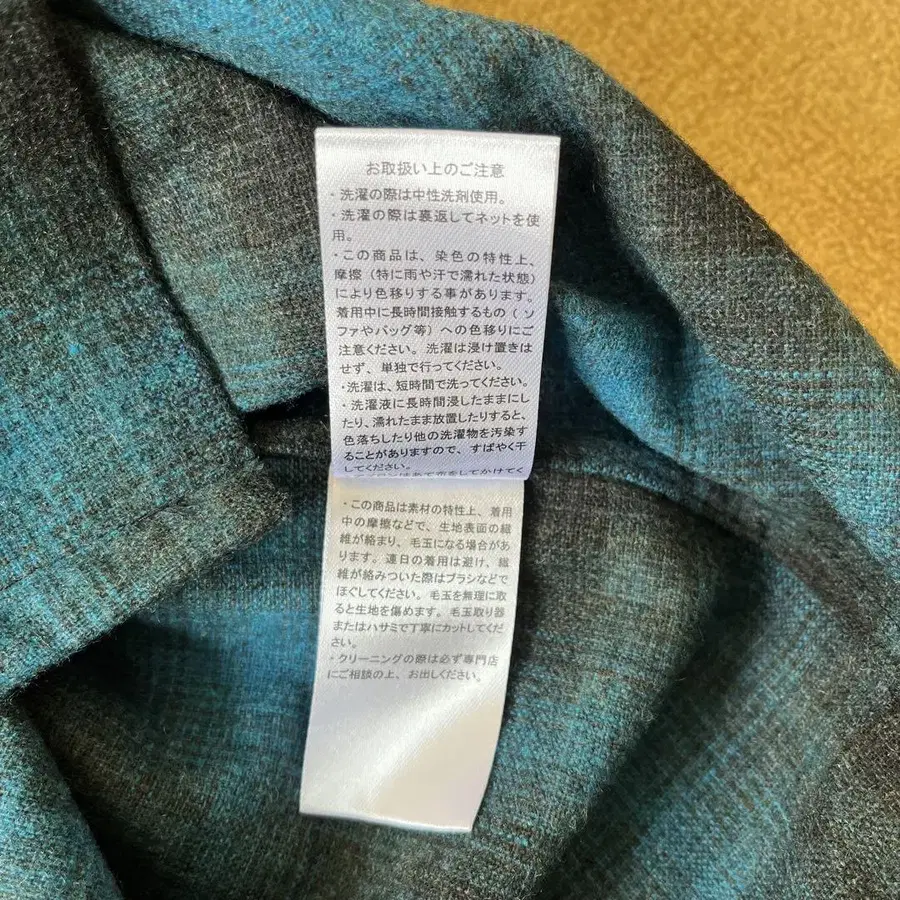 お取扱い上のご注意
・洗濯の際は中性洗剤使用。
・洗濯の際は裏返してネットを使
用。
・この商品は、染色の特性上、
摩擦（特に雨や汗で濡れた状態）
により色移りする事があります。
着用中に長時間接触するもの（ソ
ファやバッグ等）への色移りにご
注意ください。洗濯は浸け置きは
せず、単独で行ってください。
・洗濯は、短時間で洗ってください。
・洗濯液に長時間浸したままにし
たり、濡れたまま放置したりすると、
色落ちしたり他の洗濯物を汚染す
ることがありますので、すばやく干
してください。
・この商品は素材の特性上、着用
中の摩擦などで、生地表面の繊
維が絡まり、毛玉になる場合があ
ります。連日の着用は避け、繊
維が絡みついた際はブラシなどで
ほぐしてください。毛玉を無理に取
ると生地を傷めます。毛玉取り器
またはハサミで丁寧にカットしてくだ
さい。
・クリーニングの際は必ず専門店
にご相談の上、お出しください。